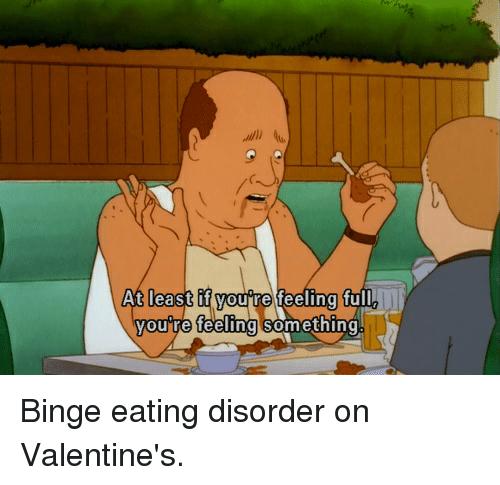 At least if you're feeling full,
you're feeling something.
Binge eating disorder on
Valentine's.